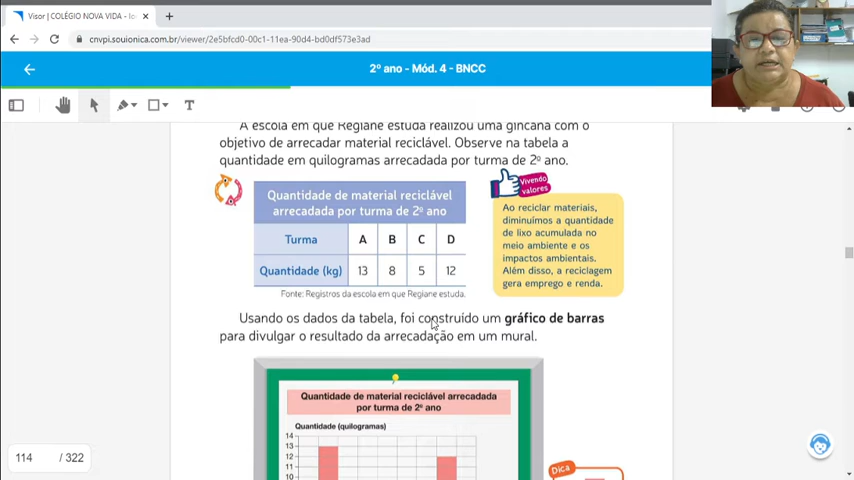 Visor | COLÉGIO NOVA VIDA - Ion
cnvpi.souionica.com.br/viewer/2e5bfcd0-00c1-11ea-90d4-bd0df573e3ad
2º ano - Mód. 4 - BNCC
T
A escola em que Regiane estuda realizou uma gincana com o
objetivo de arrecadar material reciclável. Observe na tabela a
quantidade em quilogramas arrecadada por turma de 2º ano.
Quantidade de material reciclável
arrecadada por turma de 2º ano
Turma A B C D
Quantidade (kg) 13 8 5 12
Fonte: Registros da escola em que Regiane estuda.
Vivendo
valores
Ao reciclar materiais,
diminuímos a quantidade
de lixo acumulada no
meio ambiente e os
impactos ambientais.
Além disso, a reciclagem
gera emprego e renda.
Usando os dados da tabela, foi construído um gráfico de barras
para divulgar o resultado da arrecadação em um mural.
Quantidade de material reciclável arrecadada
por turma de 2º ano
Quantidade (quilogramas)
14
13
12
11
10
Dica
114 / 322